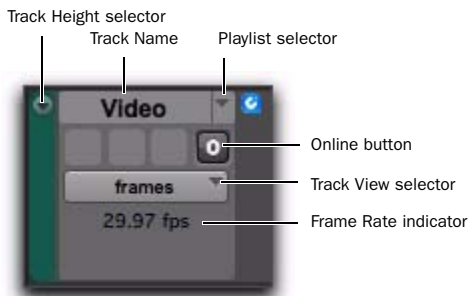 Track Height selector
Track Name
Playlist selector
Video
O
Online button
frames
Track View selector
29.97 fps
Frame Rate indicator